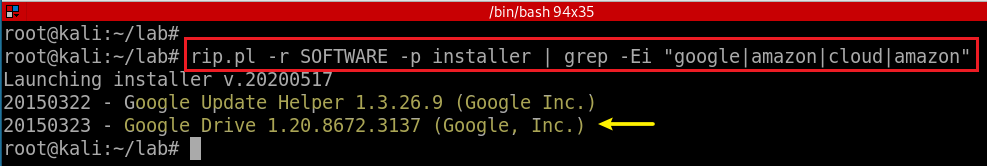 /bin/bash 94x35
root@kali:~/lab#
root@kali:~/lab# rip.pl -r SOFTWARE -p installer | grep -Ei "google|amazon|cloud|amazon"
Launching installer v.20200517
20150322 - Google Update Helper 1.3.26.9 (Google Inc.)
20150323 - Google Drive 1.20.8672.3137 (Google, Inc.)
root@kali:~/lab#